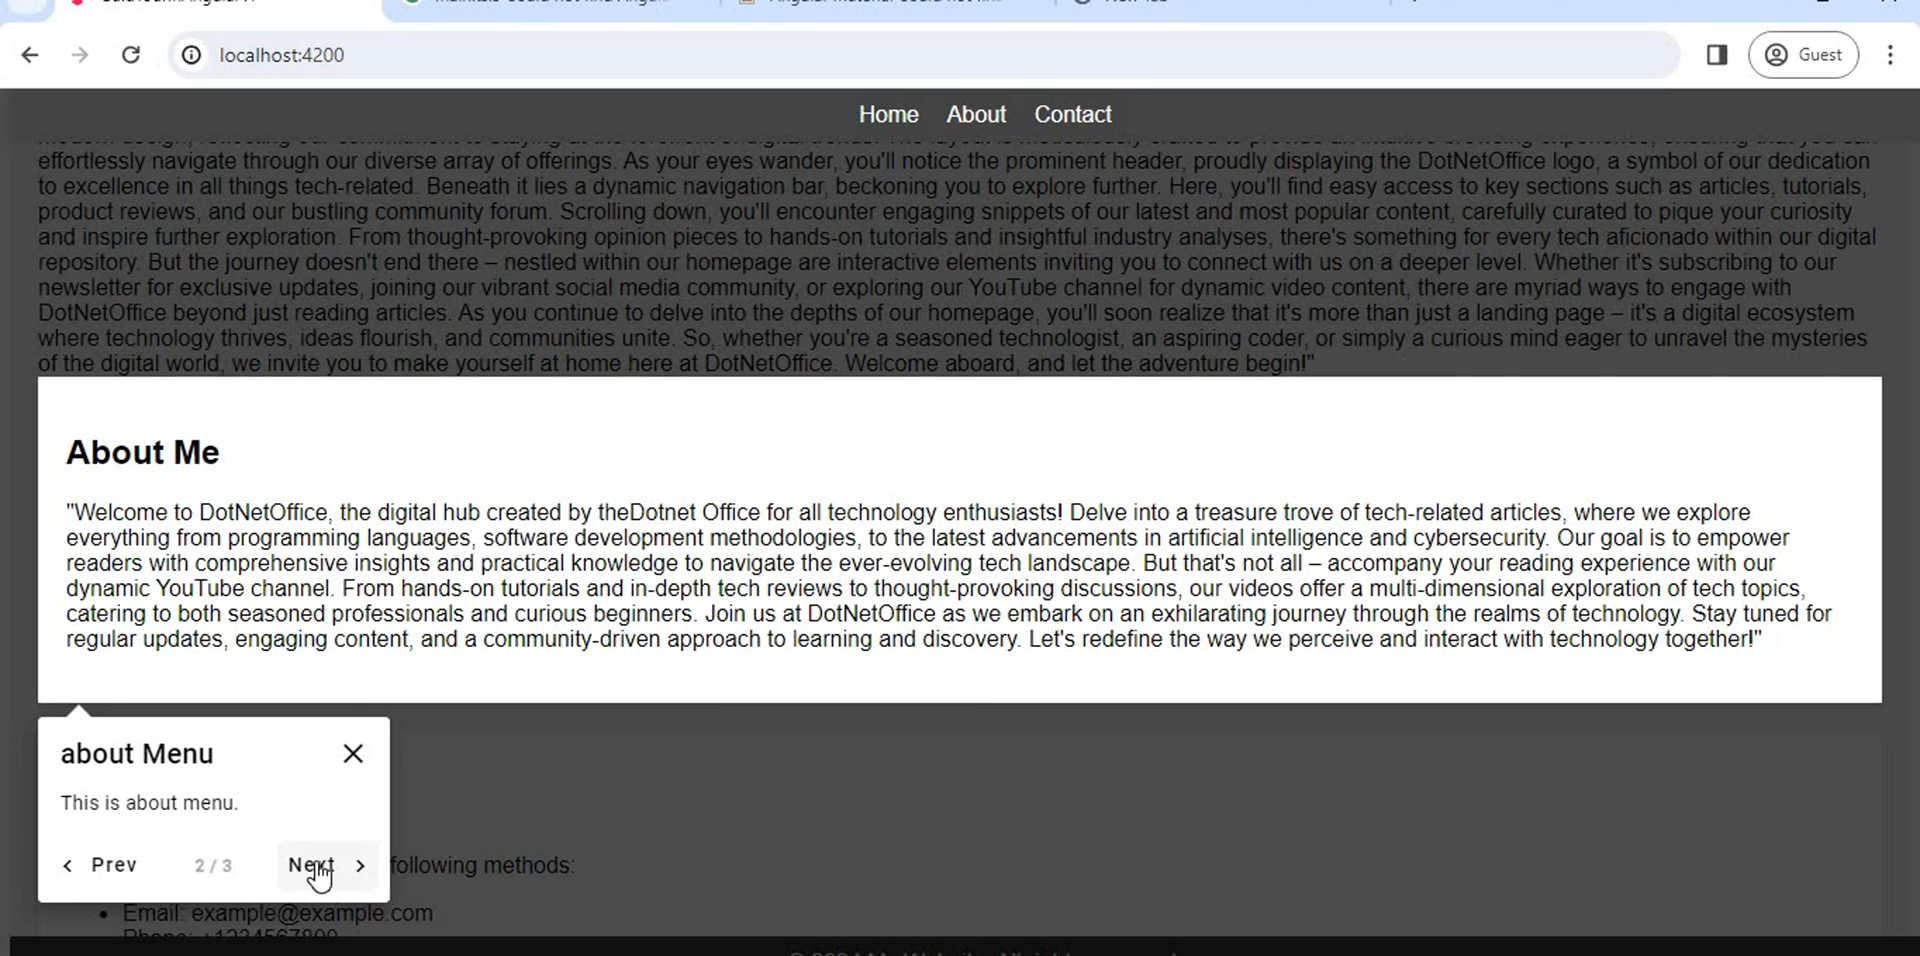 localhost:4200
Guest
Home About Contact
effortlessly navigate through our diverse array of offerings. As your eyes wander, you'll notice the prominent header, proudly displaying the DotNetOffice logo, a symbol of our dedication
to excellence in all things tech-related. Beneath it lies a dynamic navigation bar, beckoning you to explore further. Here, you'll find easy access to key sections such as articles, tutorials,
product reviews, and our bustling community forum. Scrolling down, you'll encounter engaging snippets of our latest and most popular content, carefully curated to pique your curiosity
and inspire further exploration. From thought-provoking opinion pieces to hands-on tutorials and insightful industry analyses, there's something for every tech aficionado within our digital
repository. But the journey doesn't end there – nestled within our homepage are interactive elements inviting you to connect with us on a deeper level. Whether it's subscribing to our
newsletter for exclusive updates, joining our vibrant social media community, or exploring our YouTube channel for dynamic video content, there are myriad ways to engage with
DotNetOffice beyond just reading articles. As you continue to delve into the depths of our homepage, you'll soon realize that it's more than just a landing page – it's a digital ecosystem
where technology thrives, ideas flourish, and communities unite. So, whether you're a seasoned technologist, an aspiring coder, or simply a curious mind eager to unravel the mysteries
of the digital world, we invite you to make yourself at home here at DotNetOffice. Welcome aboard, and let the adventure begin!"
About Me
"Welcome to DotNetOffice, the digital hub created by theDotnet Office for all technology enthusiasts! Delve into a treasure trove of tech-related articles, where we explore
everything from programming languages, software development methodologies, to the latest advancements in artificial intelligence and cybersecurity. Our goal is to empower
readers with comprehensive insights and practical knowledge to navigate the ever-evolving tech landscape. But that's not all – accompany your reading experience with our
dynamic YouTube channel. From hands-on tutorials and in-depth tech reviews to thought-provoking discussions, our videos offer a multi-dimensional exploration of tech topics,
catering to both seasoned professionals and curious beginners. Join us at DotNetOffice as we embark on an exhilarating journey through the realms of technology. Stay tuned for
regular updates, engaging content, and a community-driven approach to learning and discovery. Let's redefine the way we perceive and interact with technology together!"
about Menu
This is about menu.
Prev 2 / 3 Next
following methods:
Email: example@example.com